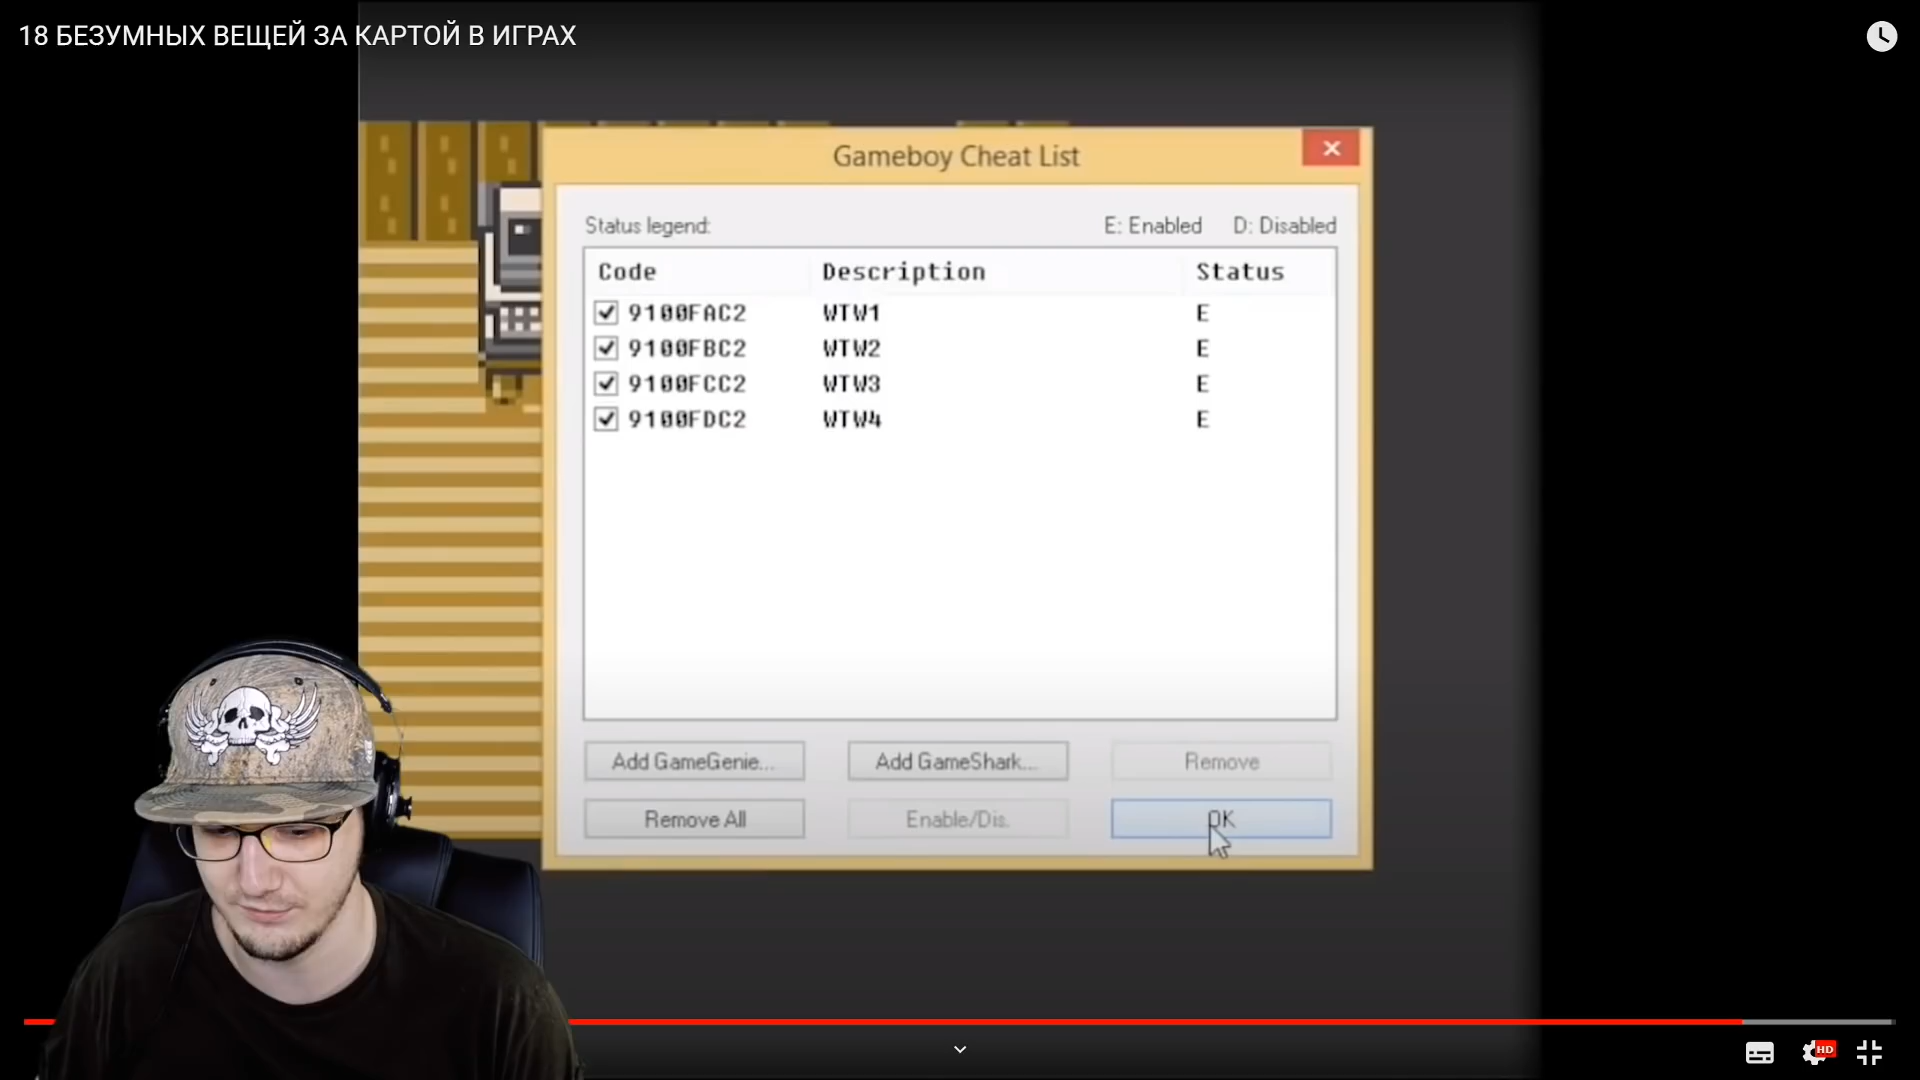 18 БЕЗУМНЫХ ВЕЩЕЙ ЗА КАРТОЙ В ИГРАХ
Gameboy Cheat List
Status legend: E: Enabled D: Disabled
Code Description Status
9100FAC2 WTW1 E
9100FBC2 WTW2 E
9100FCC2 WTW3 E
9100FDC2 WTW4 E
Add GameGenie... Add GameShark... Remove
Remove All Enable/Dis. OK
HD